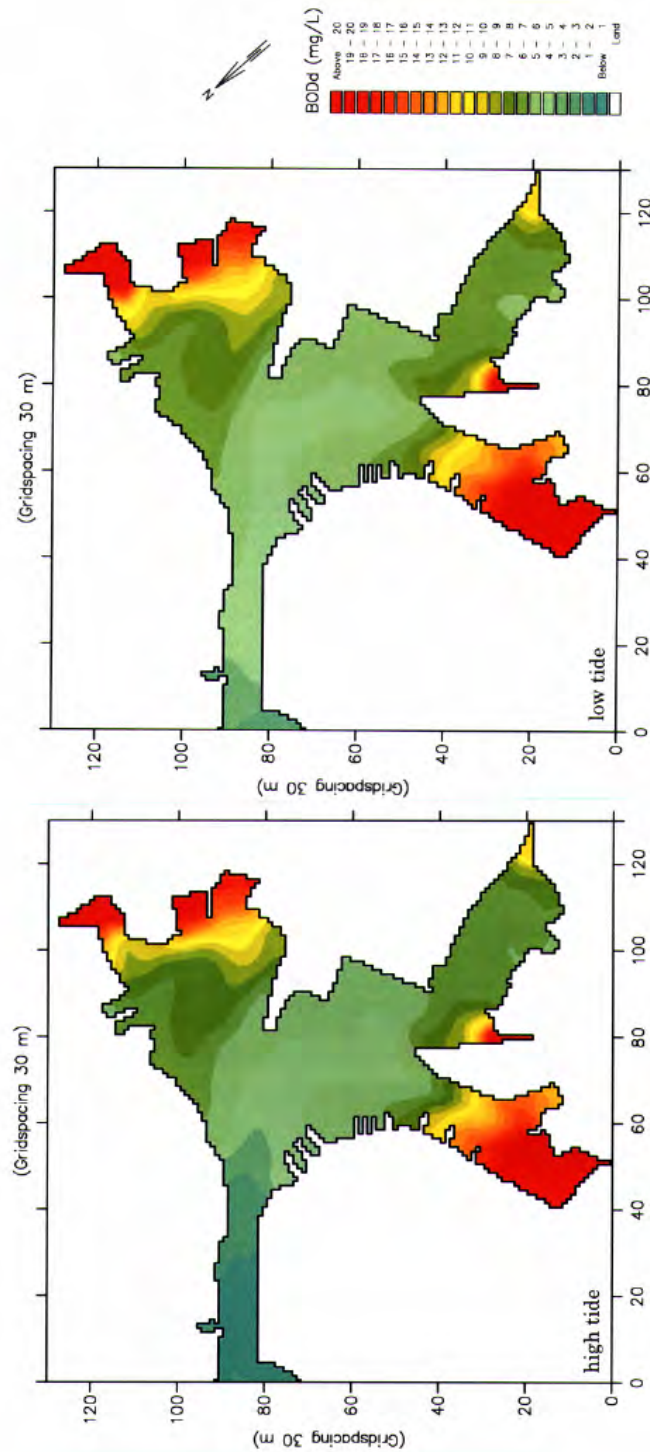 (Gridspacing 30 m)
120
100
80
60
40
20
0
(Gridspacing 30 m)
low tide
0
20
40
60
80
100
120
N
BODd (mg/L)
Above 20
19 - 20
18 - 19
17 - 18
16 - 17
15 - 16
14 - 15
13 - 14
12 - 13
11 - 12
10 - 11
9 - 10
8 - 9
7 - 8
6 - 7
5 - 6
4 - 5
3 - 4
2 - 3
1 - 2
Below 1
Land
(Gridspacing 30 m)
120
100
80
60
40
20
0
(Gridspacing 30 m)
high tide
0
20
40
60
80
100
120